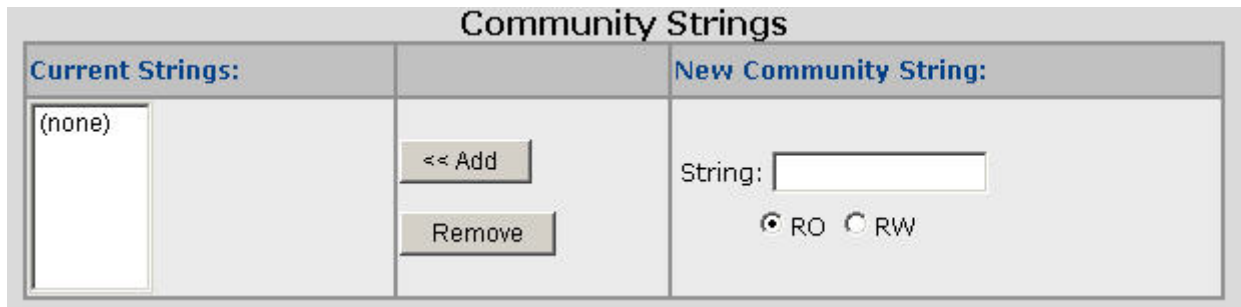 Community Strings
Current Strings:
New Community String:
(none)
<< Add
String:
RO RW
Remove